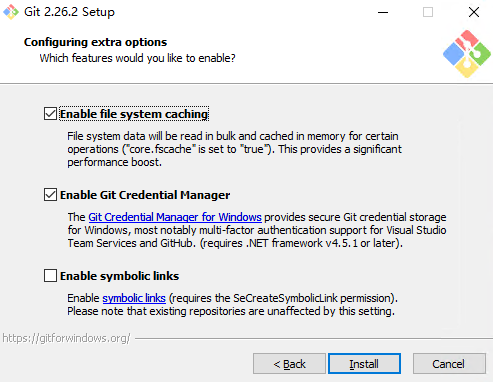 Git 2.26.2 Setup
Configuring extra options
Which features would you like to enable?
Enable file system caching
File system data will be read in bulk and cached in memory for certain
operations ("core.fscache" is set to "true"). This provides a significant
performance boost.
Enable Git Credential Manager
The Git Credential Manager for Windows provides secure Git credential storage
for Windows, most notably multi-factor authentication support for Visual Studio
Team Services and GitHub. (requires .NET framework v4.5.1 or later).
Enable symbolic links
Enable symbolic links (requires the SeCreateSymbolicLink permission).
Please note that existing repositories are unaffected by this setting.
https://gitforwindows.org/
< Back Install Cancel